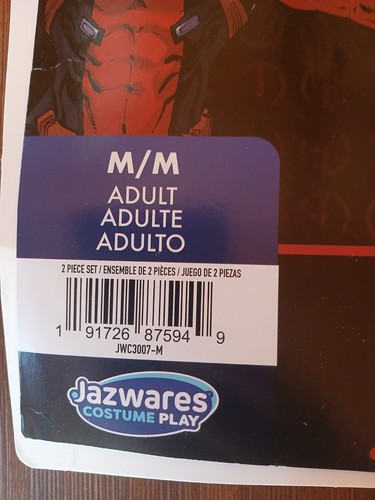 M/M
ADULT
ADULTE
ADULTO
2 PIECE SET / ENSEMBLE DE 2 PIÈCES / JUEGO DE 2 PIEZAS
1 91726 87594 9
JWC3007-M
Jazwares
COSTUME PLAY